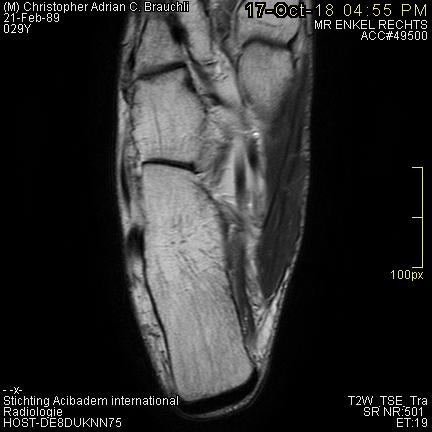 (M) Christopher Adrian C. Brauchli
21-Feb-89
029Y
17-Oct-18 04:55 PM
MR ENKEL RECHTS
ACC#49500
100px
--x-
Stichting Acibadem international
Radiologie
HOST-DE8DUKNN75
T2W_TSE_Tra
SR NR:501
ET:19